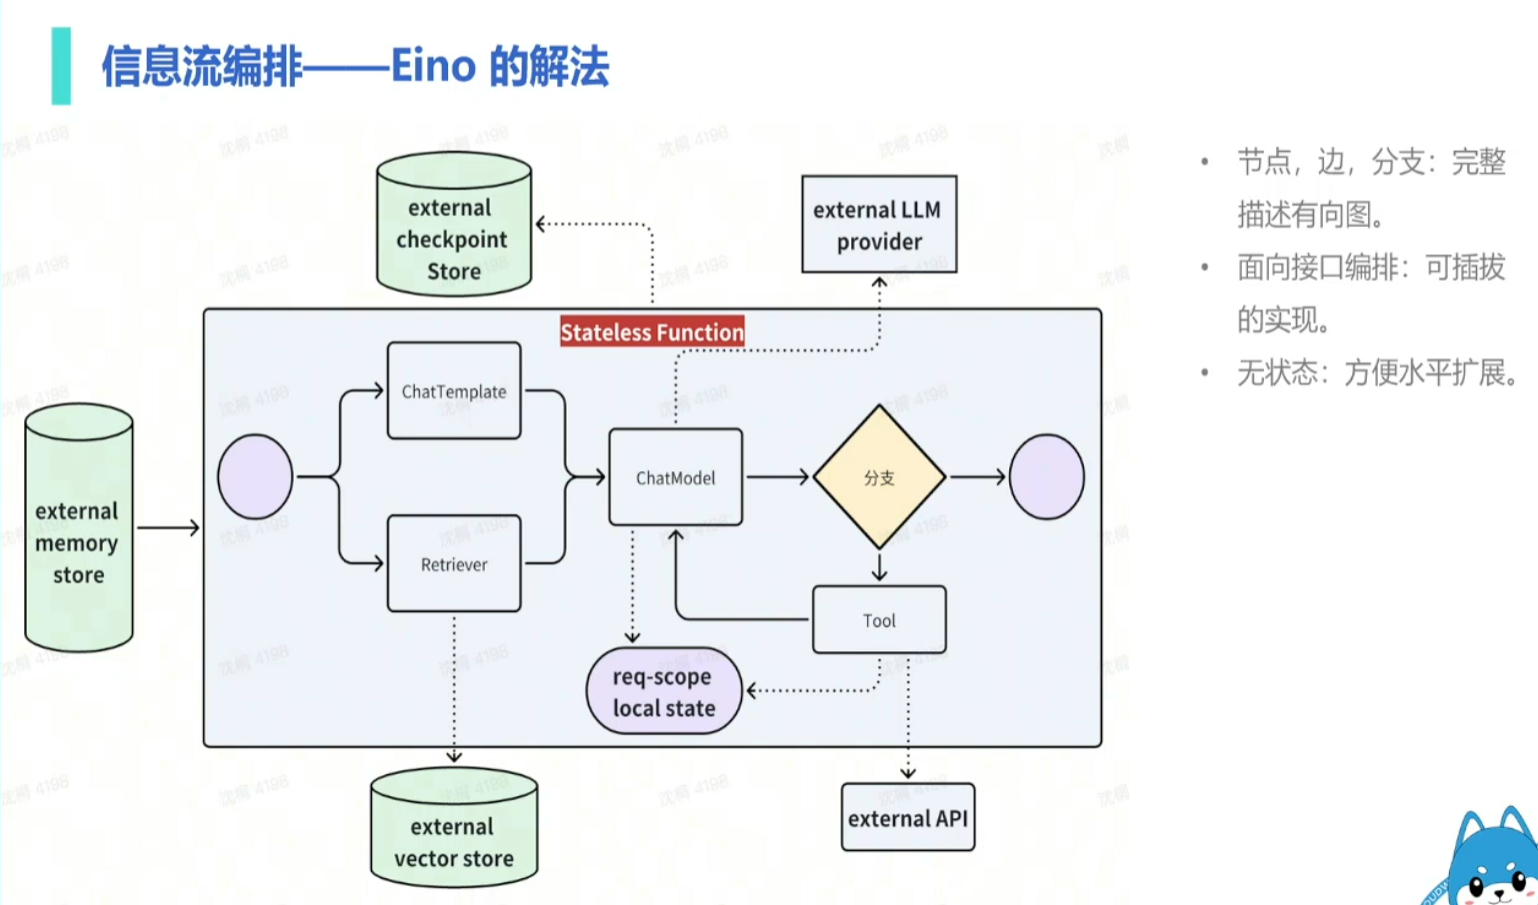 信息流编排——Eino 的解法
external
checkpoint
Store
external LLM
provider
Stateless Function
ChatTemplate
external
memory
store
ChatModel
分支
Retriever
Tool
req-scope
local state
external
vector store
external API
节点，边，分支：完整
描述有向图。
面向接口编排：可插拔
的实现。
无状态：方便水平扩展。
沈桐 4198